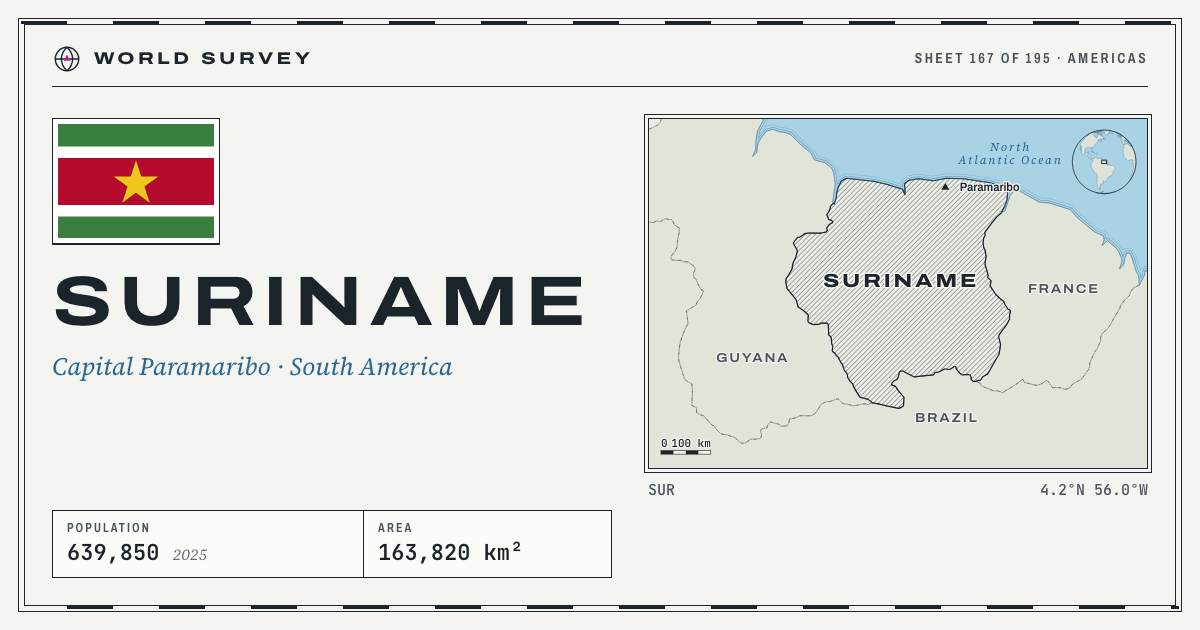 WORLD SURVEY
SHEET 167 OF 195 · AMERICAS
SURINAME
Capital Paramaribo · South America
POPULATION
639,850 2025
AREA
163,820 km²
North
Atlantic Ocean
Paramaribo
SURINAME
FRANCE
GUYANA
BRAZIL
0 100 km
SUR
4.2°N 56.0°W